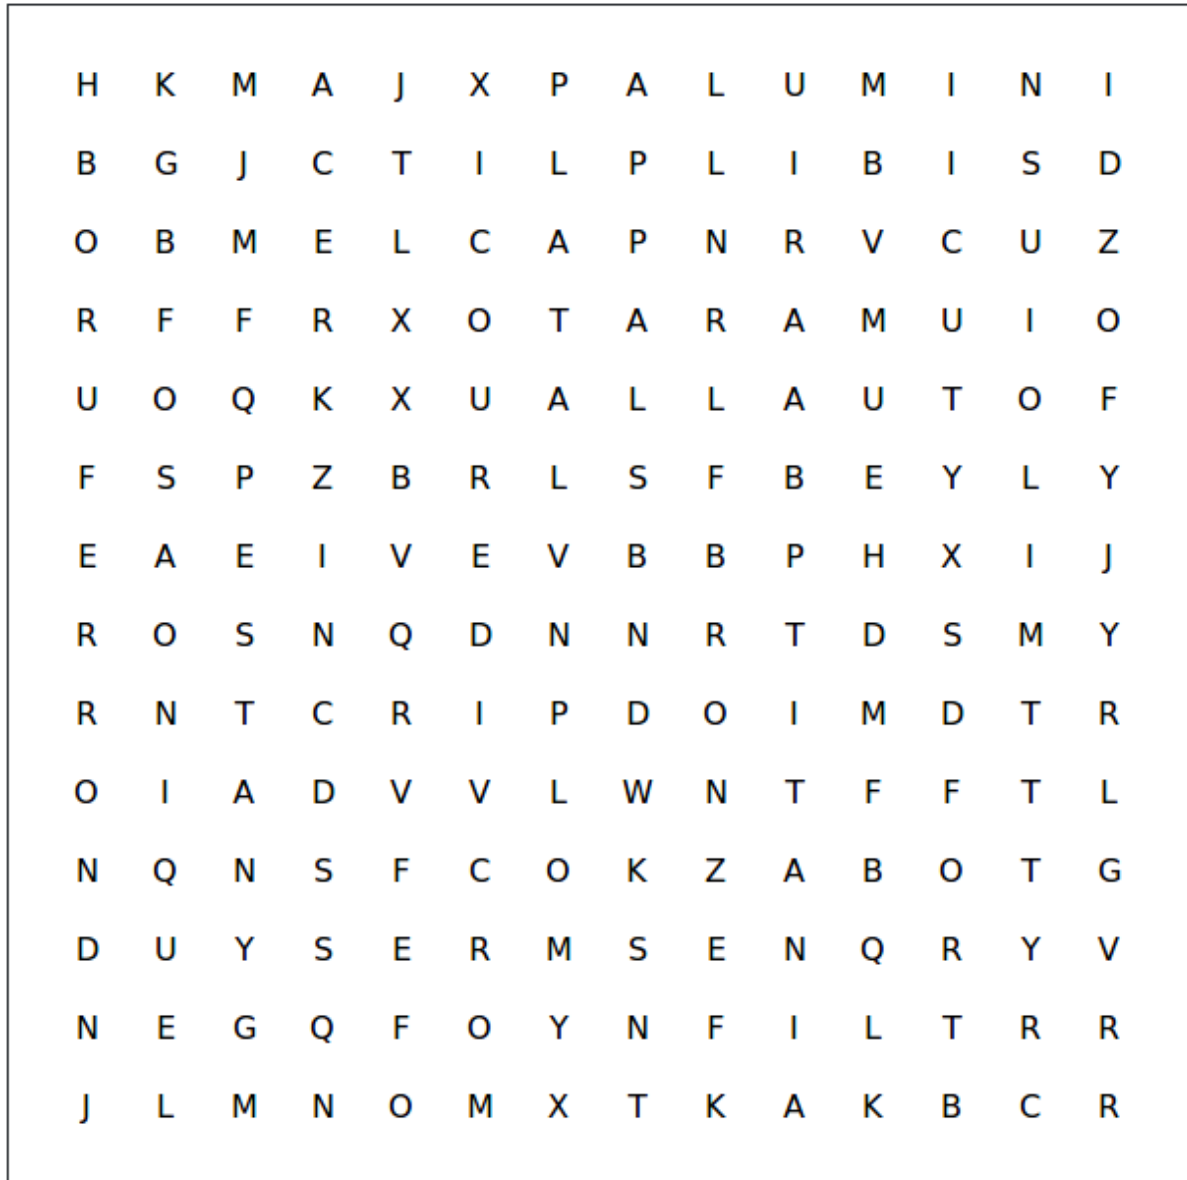 H K M A J X P A L U M I N I
B G J C T I L P L I B I S D
O B M E L C A P N R V C U Z
R F F R X O T A R A M U I O
U O Q K X U A L L A U T O F
F S P Z B R L S F B E Y L Y
E A E I V E V B B P H X I J
R O S N Q D N N R T D S M Y
R N T C R I P D O I M D T R
O I A D V V L W N T F F T L
N Q N S F C O K Z A B O T G
D U Y S E R M S E N Q R Y V
N E G Q F O Y N F I L T R R
J L M N O M X T K A K B C R